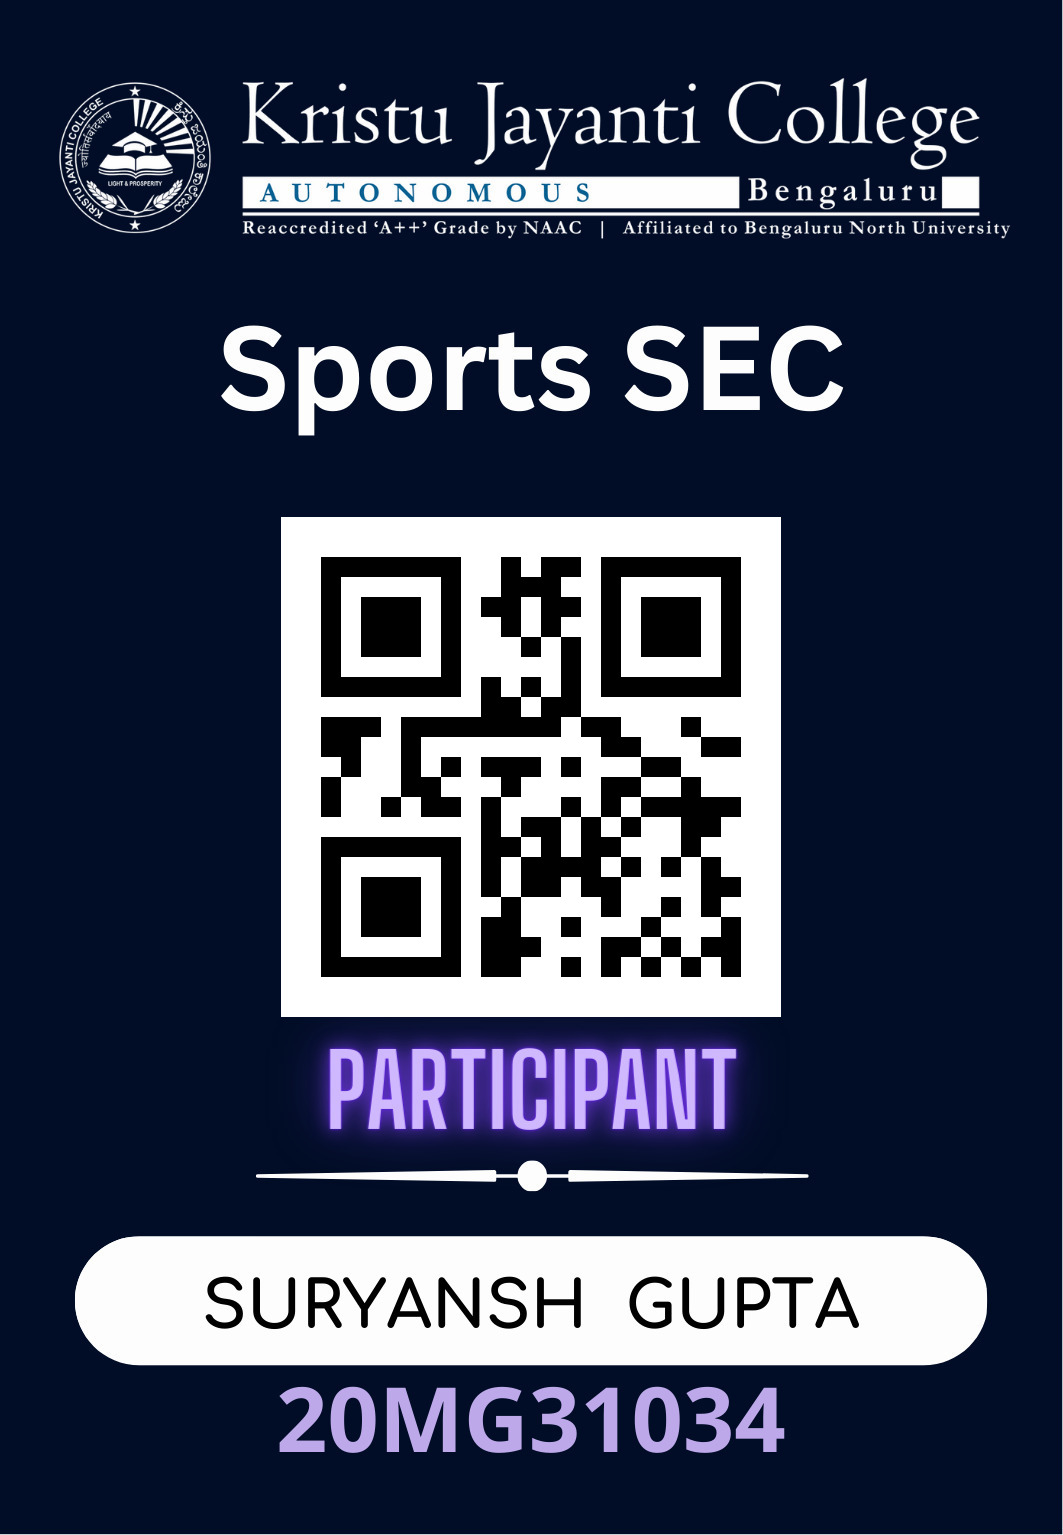 KRISTU JAYANTI COLLEGE
ಕ್ರಿಸ್ತು ಜಯಂತಿ ಕಾಲೇಜು
LIGHT & PROSPERITY
Kristu Jayanti College
AUTONOMOUS Bengaluru
Reaccredited ‘A++’ Grade by NAAC | Affiliated to Bengaluru North University
Sports SEC
PARTICIPANT
SURYANSH GUPTA
20MG31034